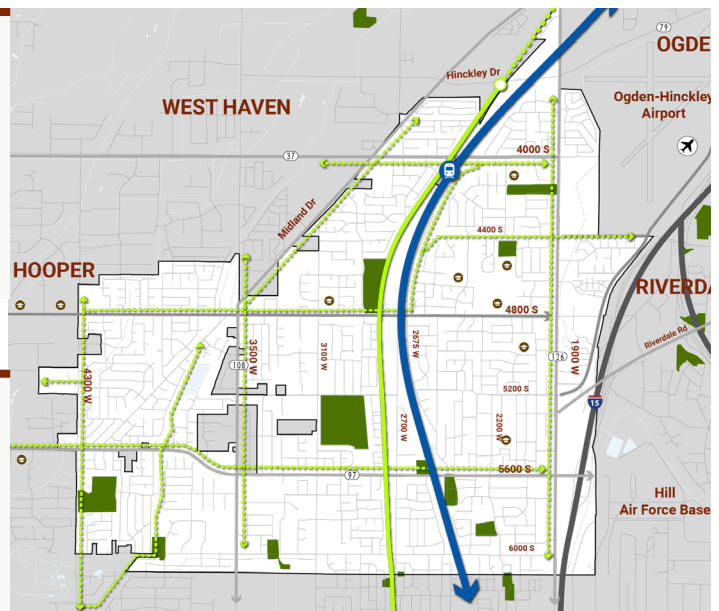 79
OGDE
Hinckley Dr
WEST HAVEN
Ogden-Hinckley
Airport
4000 S
37
Midland Dr
4400 S
HOOPER
RIVERDA
4800 S
Riverdale Rd
3500 W
3100 W
2675 W
1900 W
126
108
4300 W
5200 S
15
2700 W
2200 W
5600 S
97
Hill
Air Force Base
6000 S